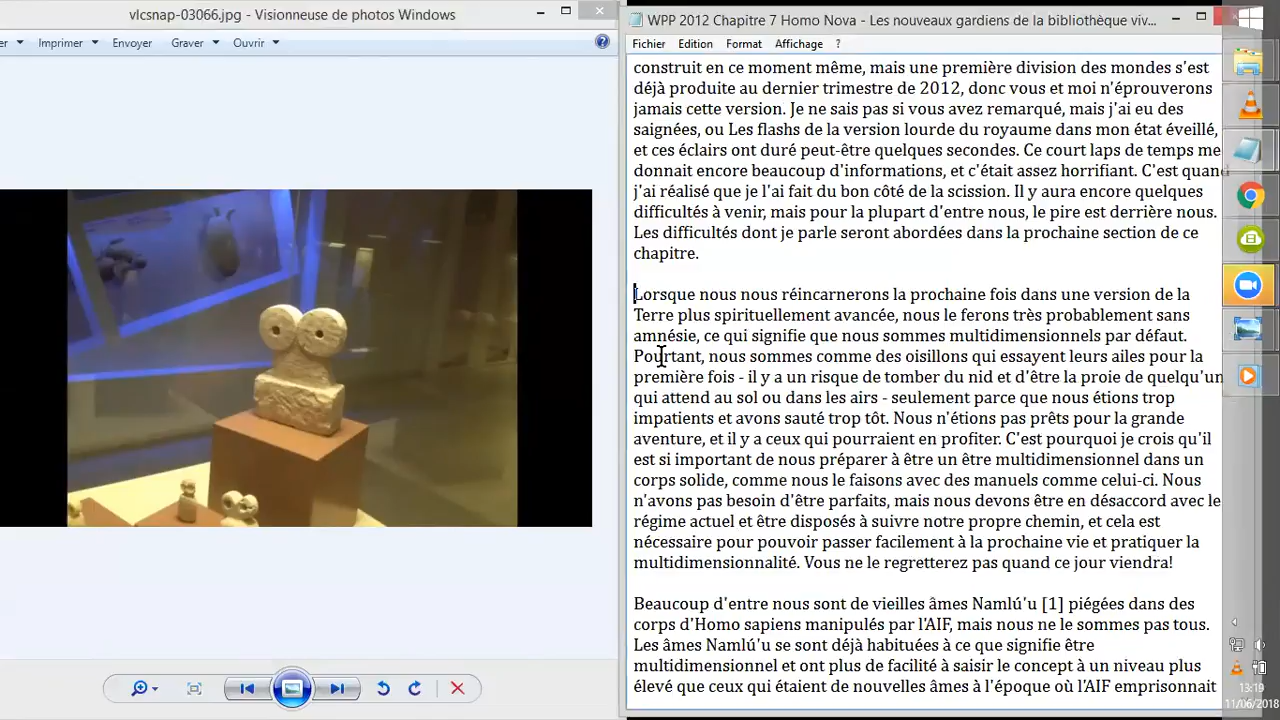 vlcsnap-03066.jpg - Visionneuse de photos Windows
Imprimer Envoyer Graver Ouvrir
WPP 2012 Chapitre 7 Homo Nova - Les nouveaux gardiens de la bibliothèque viv...
Fichier Edition Format Affichage ?
construit en ce moment même, mais une première division des mondes s'est
déjà produite au dernier trimestre de 2012, donc vous et moi n'éprouverons
jamais cette version. Je ne sais pas si vous avez remarqué, mais j'ai eu des
saignées, ou Les flashs de la version lourde du royaume dans mon état éveillé,
et ces éclairs ont duré peut-être quelques secondes. Ce court laps de temps me
donnait encore beaucoup d'informations, et c'était assez horrifiant. C'est quand
j'ai réalisé que je l'ai fait du bon côté de la scission. Il y aura encore quelques
difficultés à venir, mais pour la plupart d'entre nous, le pire est derrière nous.
Les difficultés dont je parle seront abordées dans la prochaine section de ce
chapitre.
Lorsque nous nous réincarnerons la prochaine fois dans une version de la
Terre plus spirituellement avancée, nous le ferons très probablement sans
amnésie, ce qui signifie que nous sommes multidimensionnels par défaut.
Pourtant, nous sommes comme des oisillons qui essayent leurs ailes pour la
première fois - il y a un risque de tomber du nid et d'être la proie de quelqu'un
qui attend au sol ou dans les airs - seulement parce que nous étions trop
impatients et avons sauté trop tôt. Nous n'étions pas prêts pour la grande
aventure, et il y a ceux qui pourraient en profiter. C'est pourquoi je crois qu'il
est si important de nous préparer à être un être multidimensionnel dans un
corps solide, comme nous le faisons avec des manuels comme celui-ci. Nous
n'avons pas besoin d'être parfaits, mais nous devons être en désaccord avec le
régime actuel et être disposés à suivre notre propre chemin, et cela est
nécessaire pour pouvoir passer facilement à la prochaine vie et pratiquer la
multidimensionnalité. Vous ne le regretterez pas quand ce jour viendra!
Beaucoup d'entre nous sont de vieilles âmes Namlú'u [1] piégées dans des
corps d'Homo sapiens manipulés par l'AIF, mais nous ne le sommes pas tous.
Les âmes Namlú'u se sont déjà habituées à ce que signifie être
multidimensionnel et ont plus de facilité à saisir le concept à un niveau plus
élevé que ceux qui étaient de nouvelles âmes à l'époque où l'AIF emprisonnait
13:19
11/06/2018